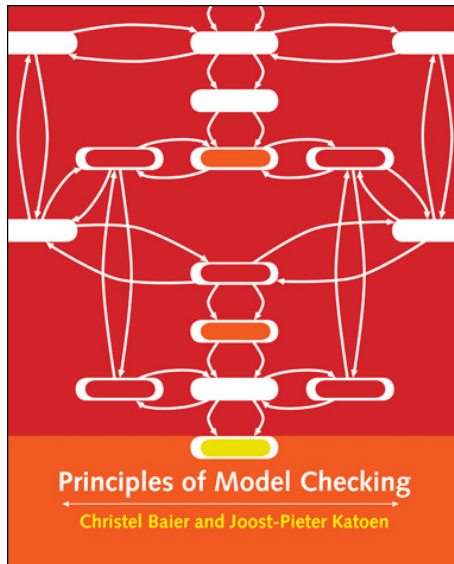 Principles of Model Checking
Christel Baier and Joost-Pieter Katoen